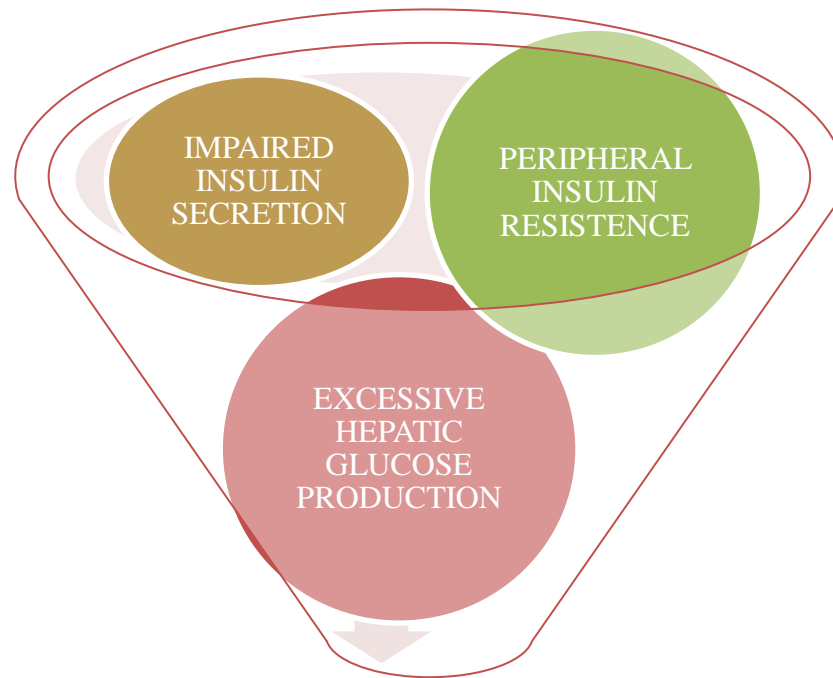 IMPAIRED
INSULIN
SECRETION
PERIPHERAL
INSULIN
RESISTENCE
EXCESSIVE
HEPATIC
GLUCOSE
PRODUCTION